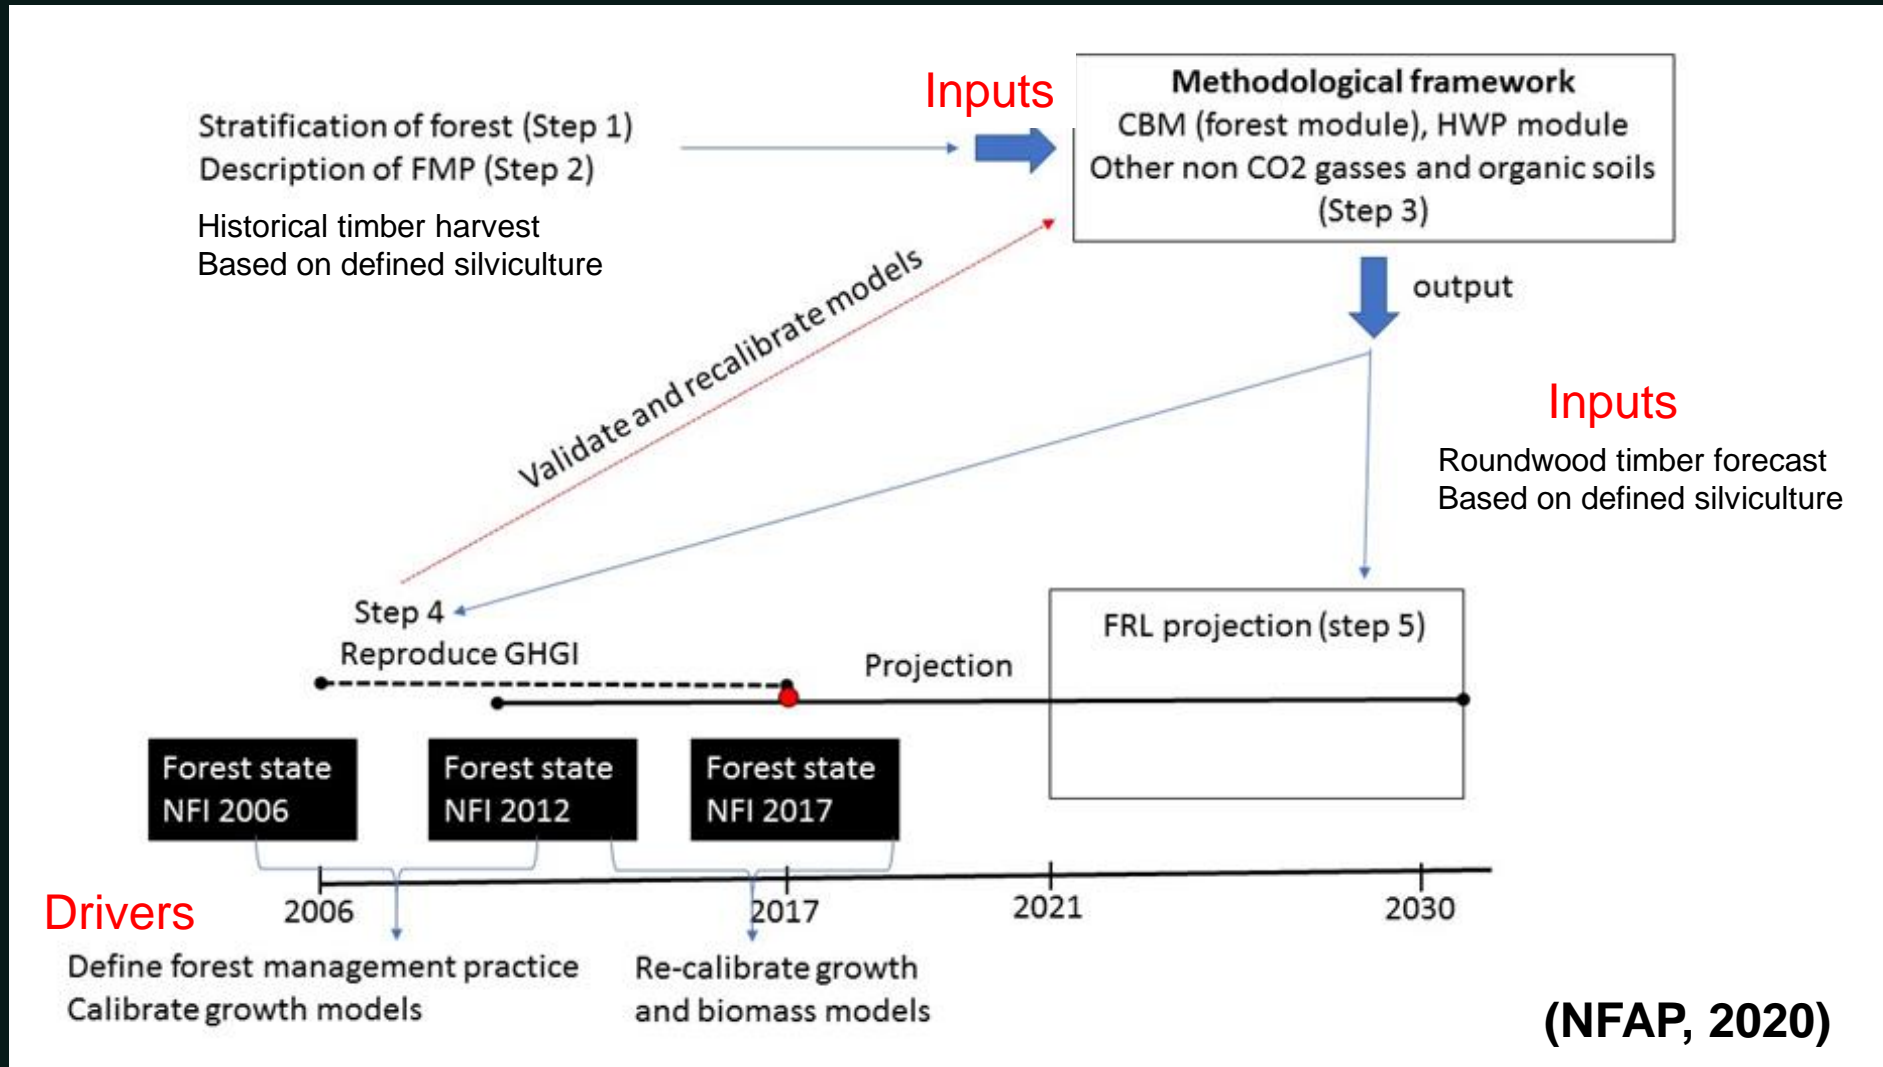 Inputs
Methodological framework
CBM (forest module), HWP module
Other non CO2 gasses and organic soils
(Step 3)
Stratification of forest (Step 1)
Description of FMP (Step 2)
Historical timber harvest
Based on defined silviculture
output
Validate and recalibrate models
Inputs
Roundwood timber forecast
Based on defined silviculture
Step 4
Reproduce GHGI
Projection
FRL projection (step 5)
Forest state
NFI 2006
Forest state
NFI 2012
Forest state
NFI 2017
Drivers
2006
2017
2021
2030
Define forest management practice
Calibrate growth models
Re-calibrate growth
and biomass models
(NFAP, 2020)